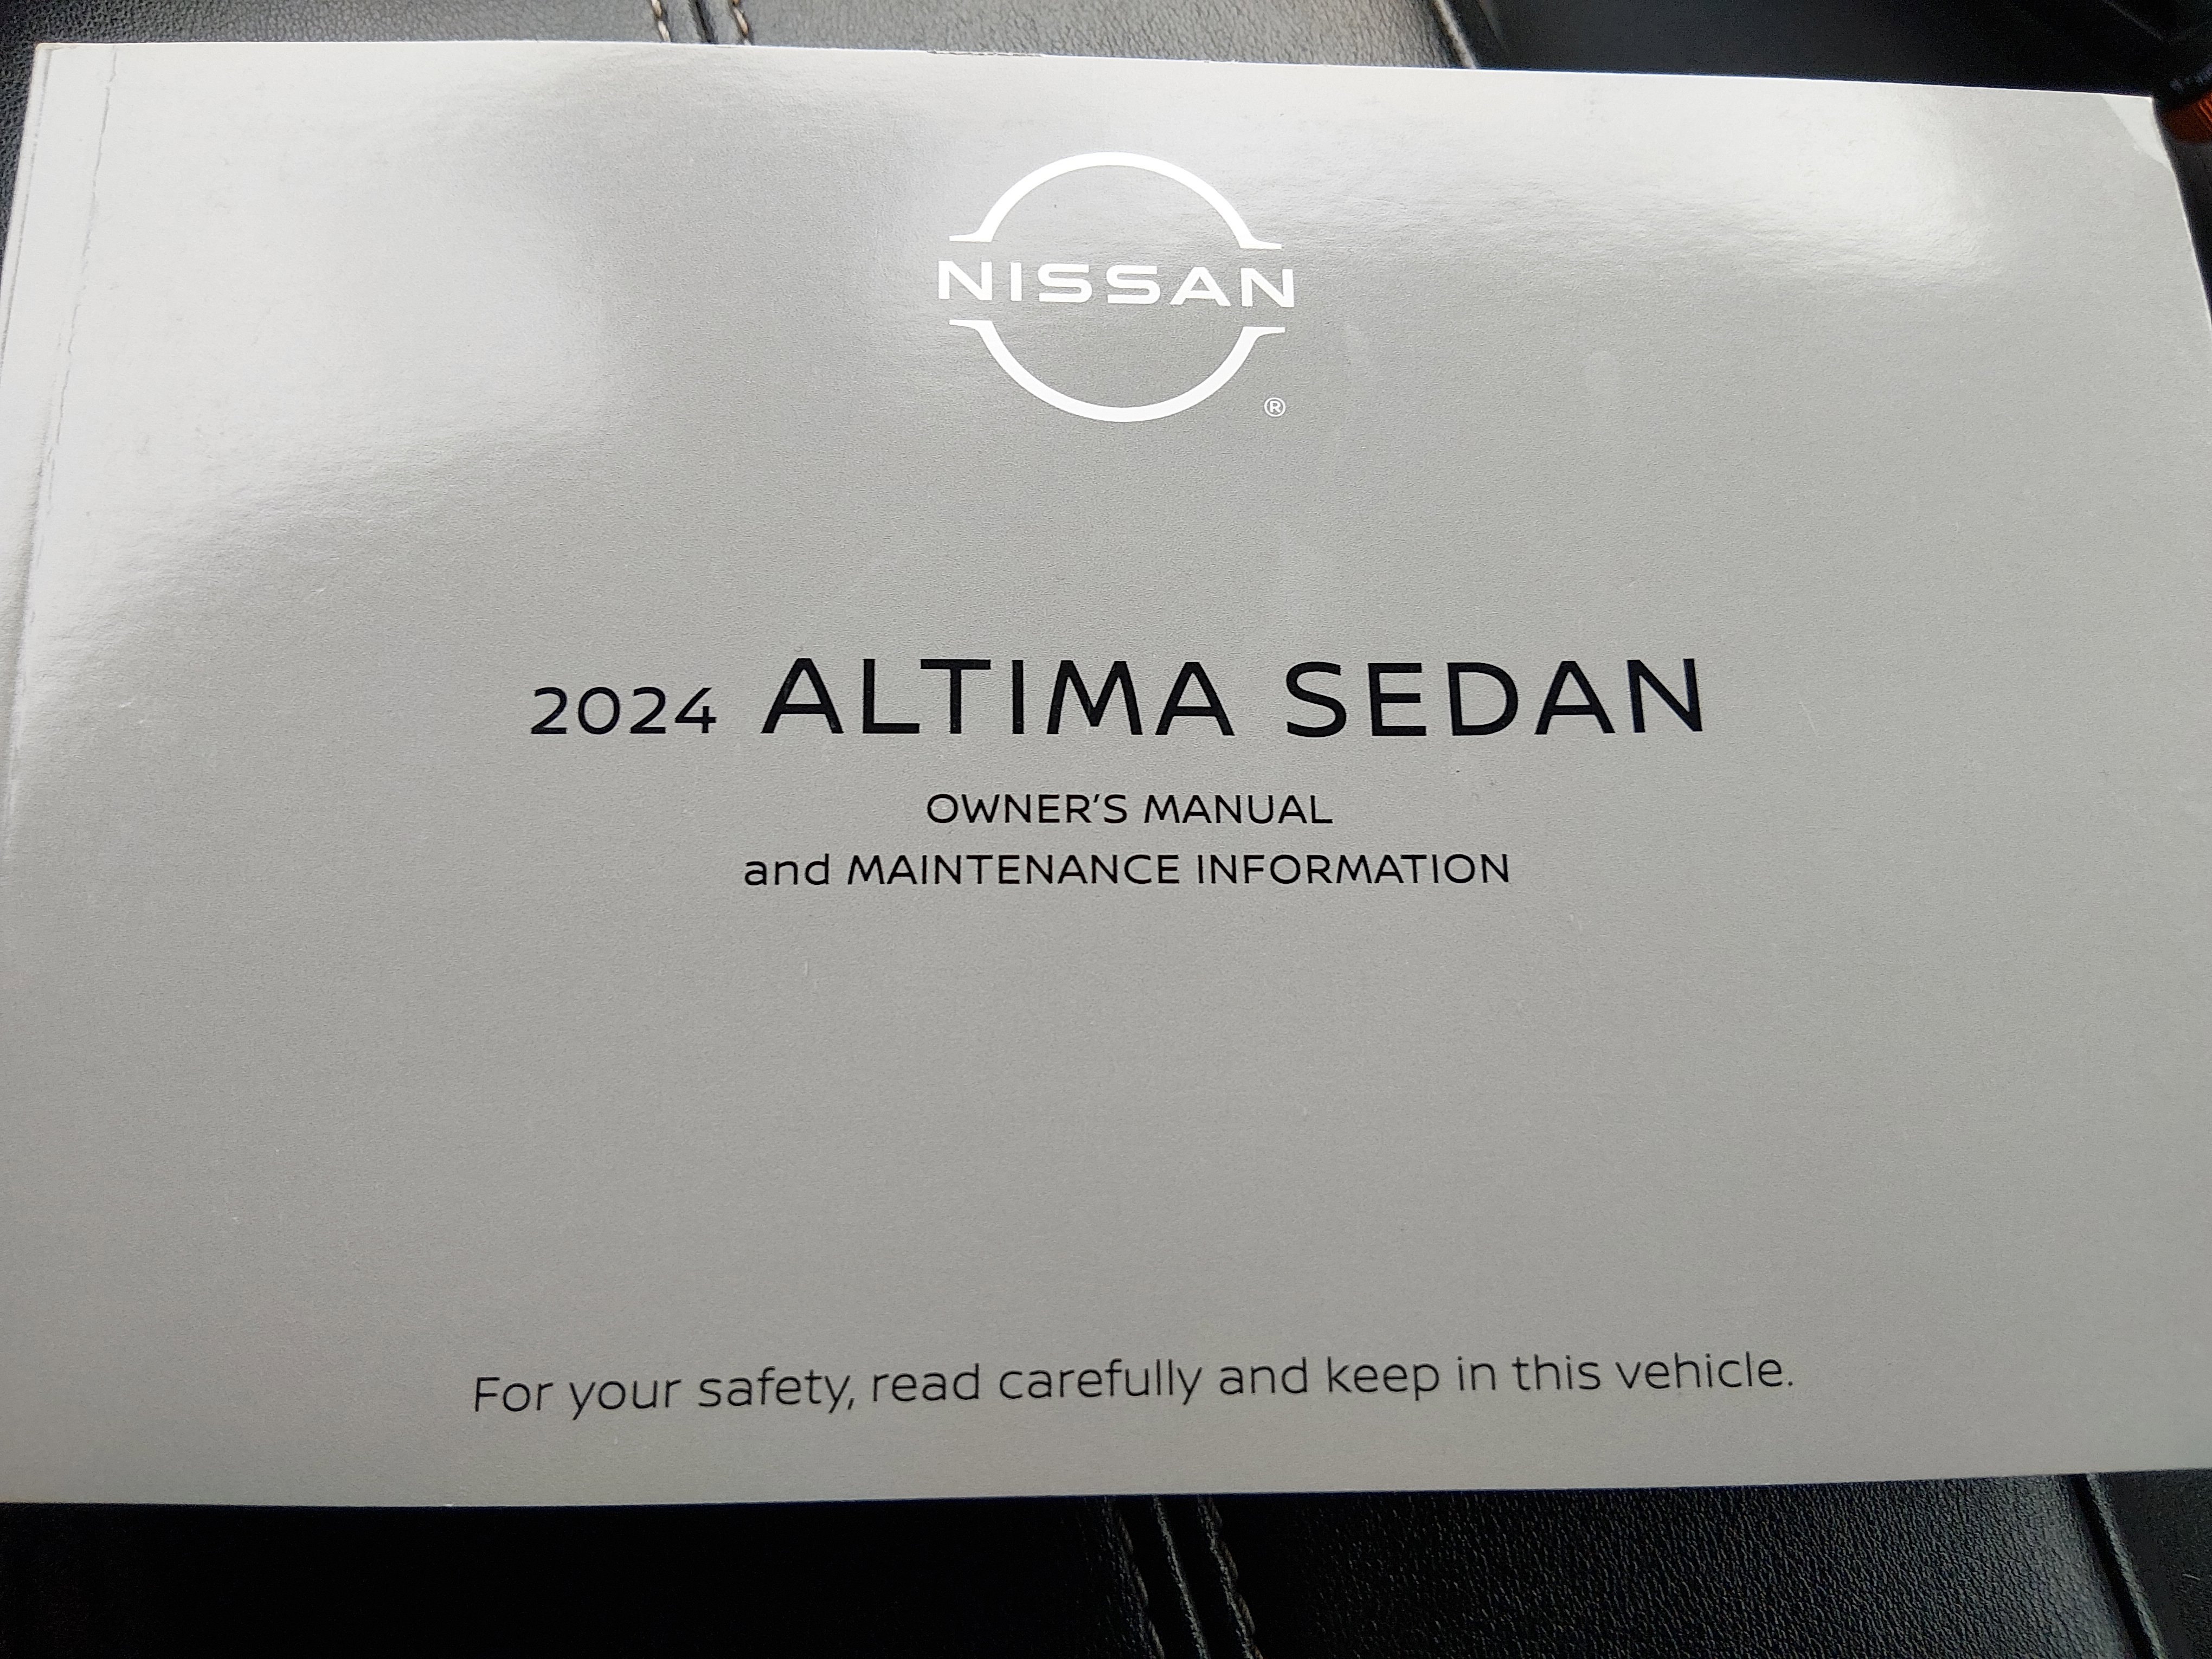 NISSAN
®
2024 ALTIMA SEDAN
OWNER'S MANUAL
and MAINTENANCE INFORMATION
For your safety, read carefully and keep in this vehicle.